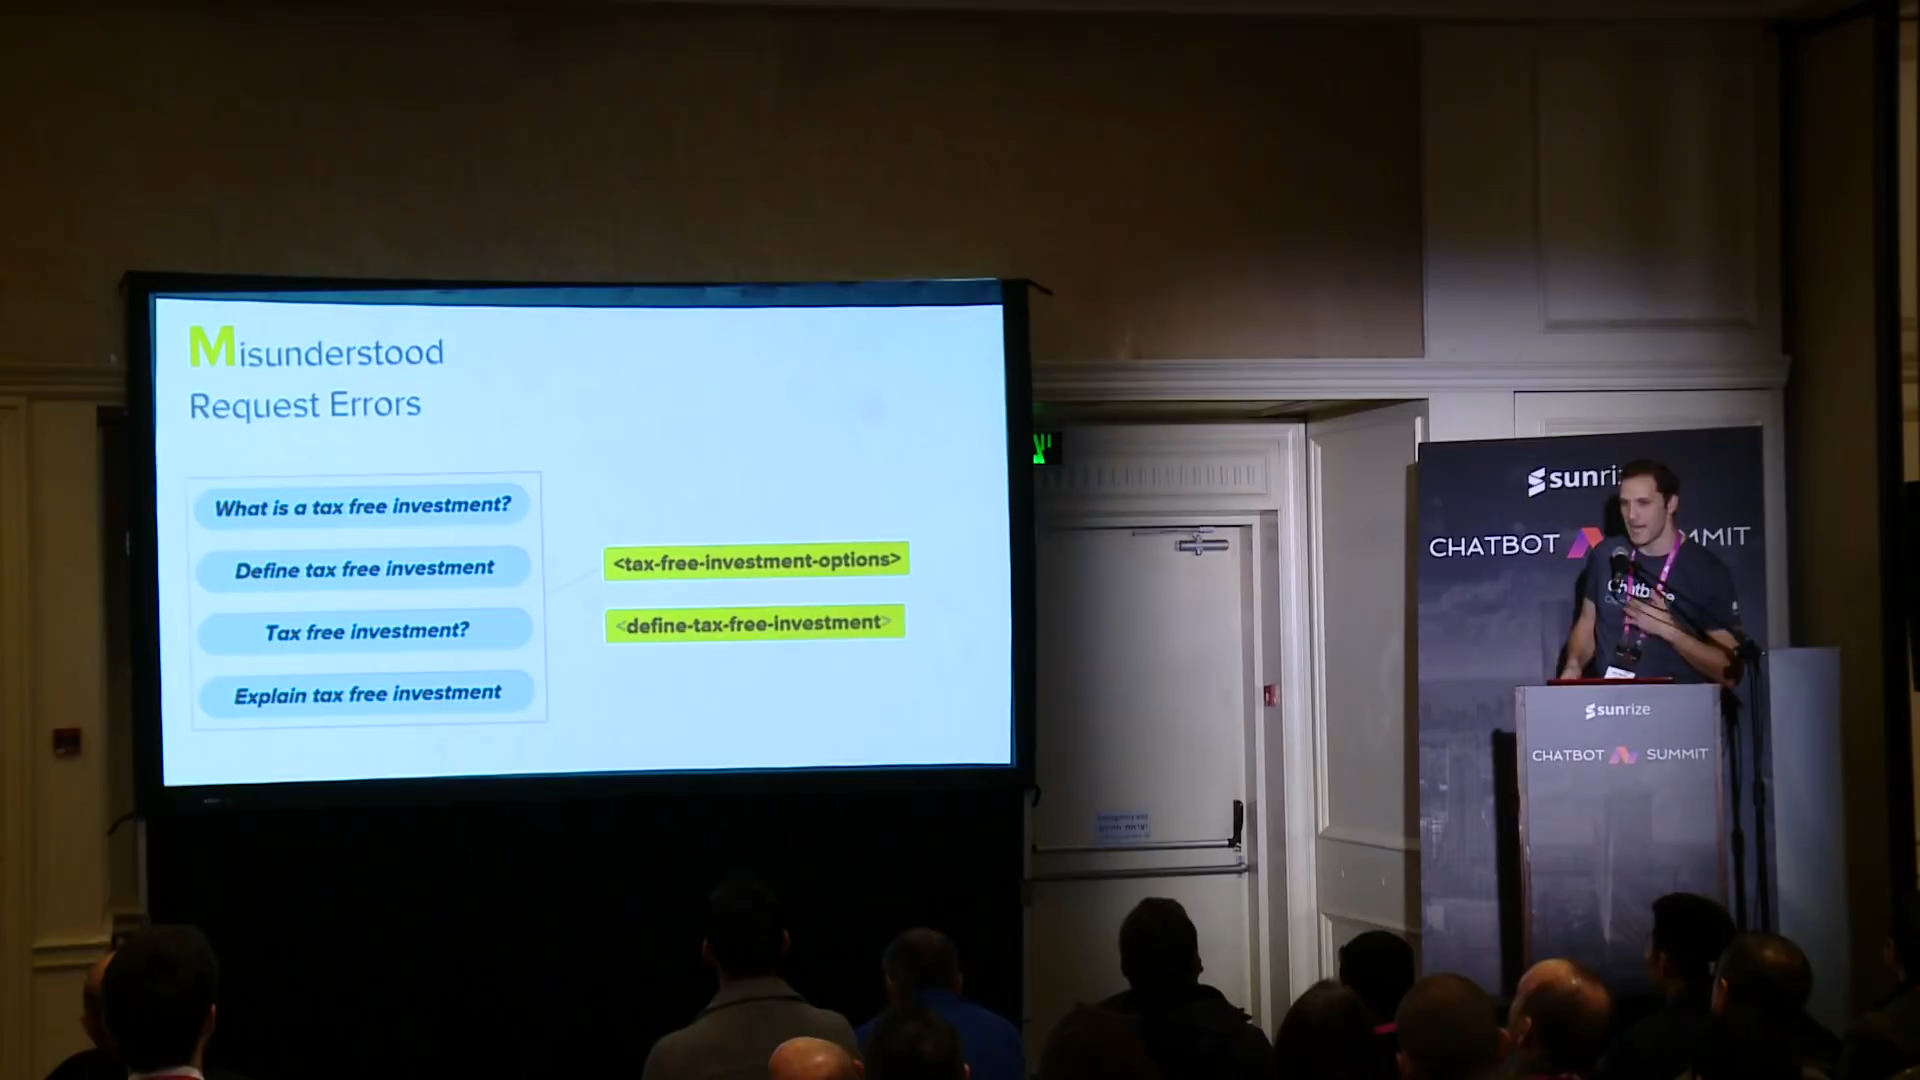 Misunderstood
Request Errors
What is a tax free investment?
Define tax free investment
Tax free investment?
Explain tax free investment
<tax-free-investment-options>
<define-tax-free-investment>
sunri
CHATBOT
MMIT
sunrize
CHATBOT SUMMIT